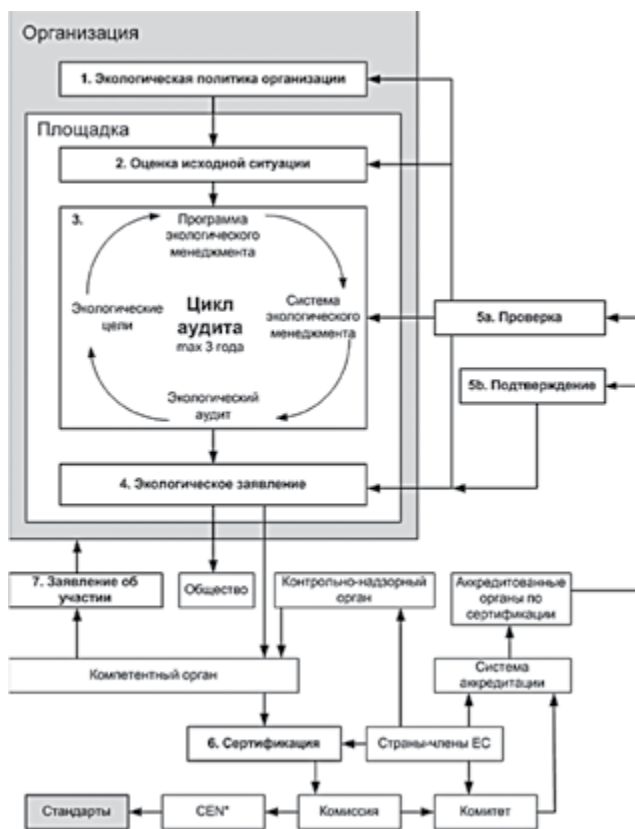 Организация
1. Экологическая политика организации
Площадка
2. Оценка исходной ситуации
3.
Программа
экологического
менеджмента
Экологические
цели
Цикл
аудита
max 3 года
Система
экологического
менеджмента
Экологический
аудит
5a. Проверка
5b. Подтверждение
4. Экологическое заявление
7. Заявление об
участии
Общество
Контрольно-надзорный
орган
Аккредитованные
органы по
сертификации
Компетентный орган
Система
аккредитации
6. Сертификация
Страны-члены ЕС
Стандарты
CEN*
Комиссия
Комитет